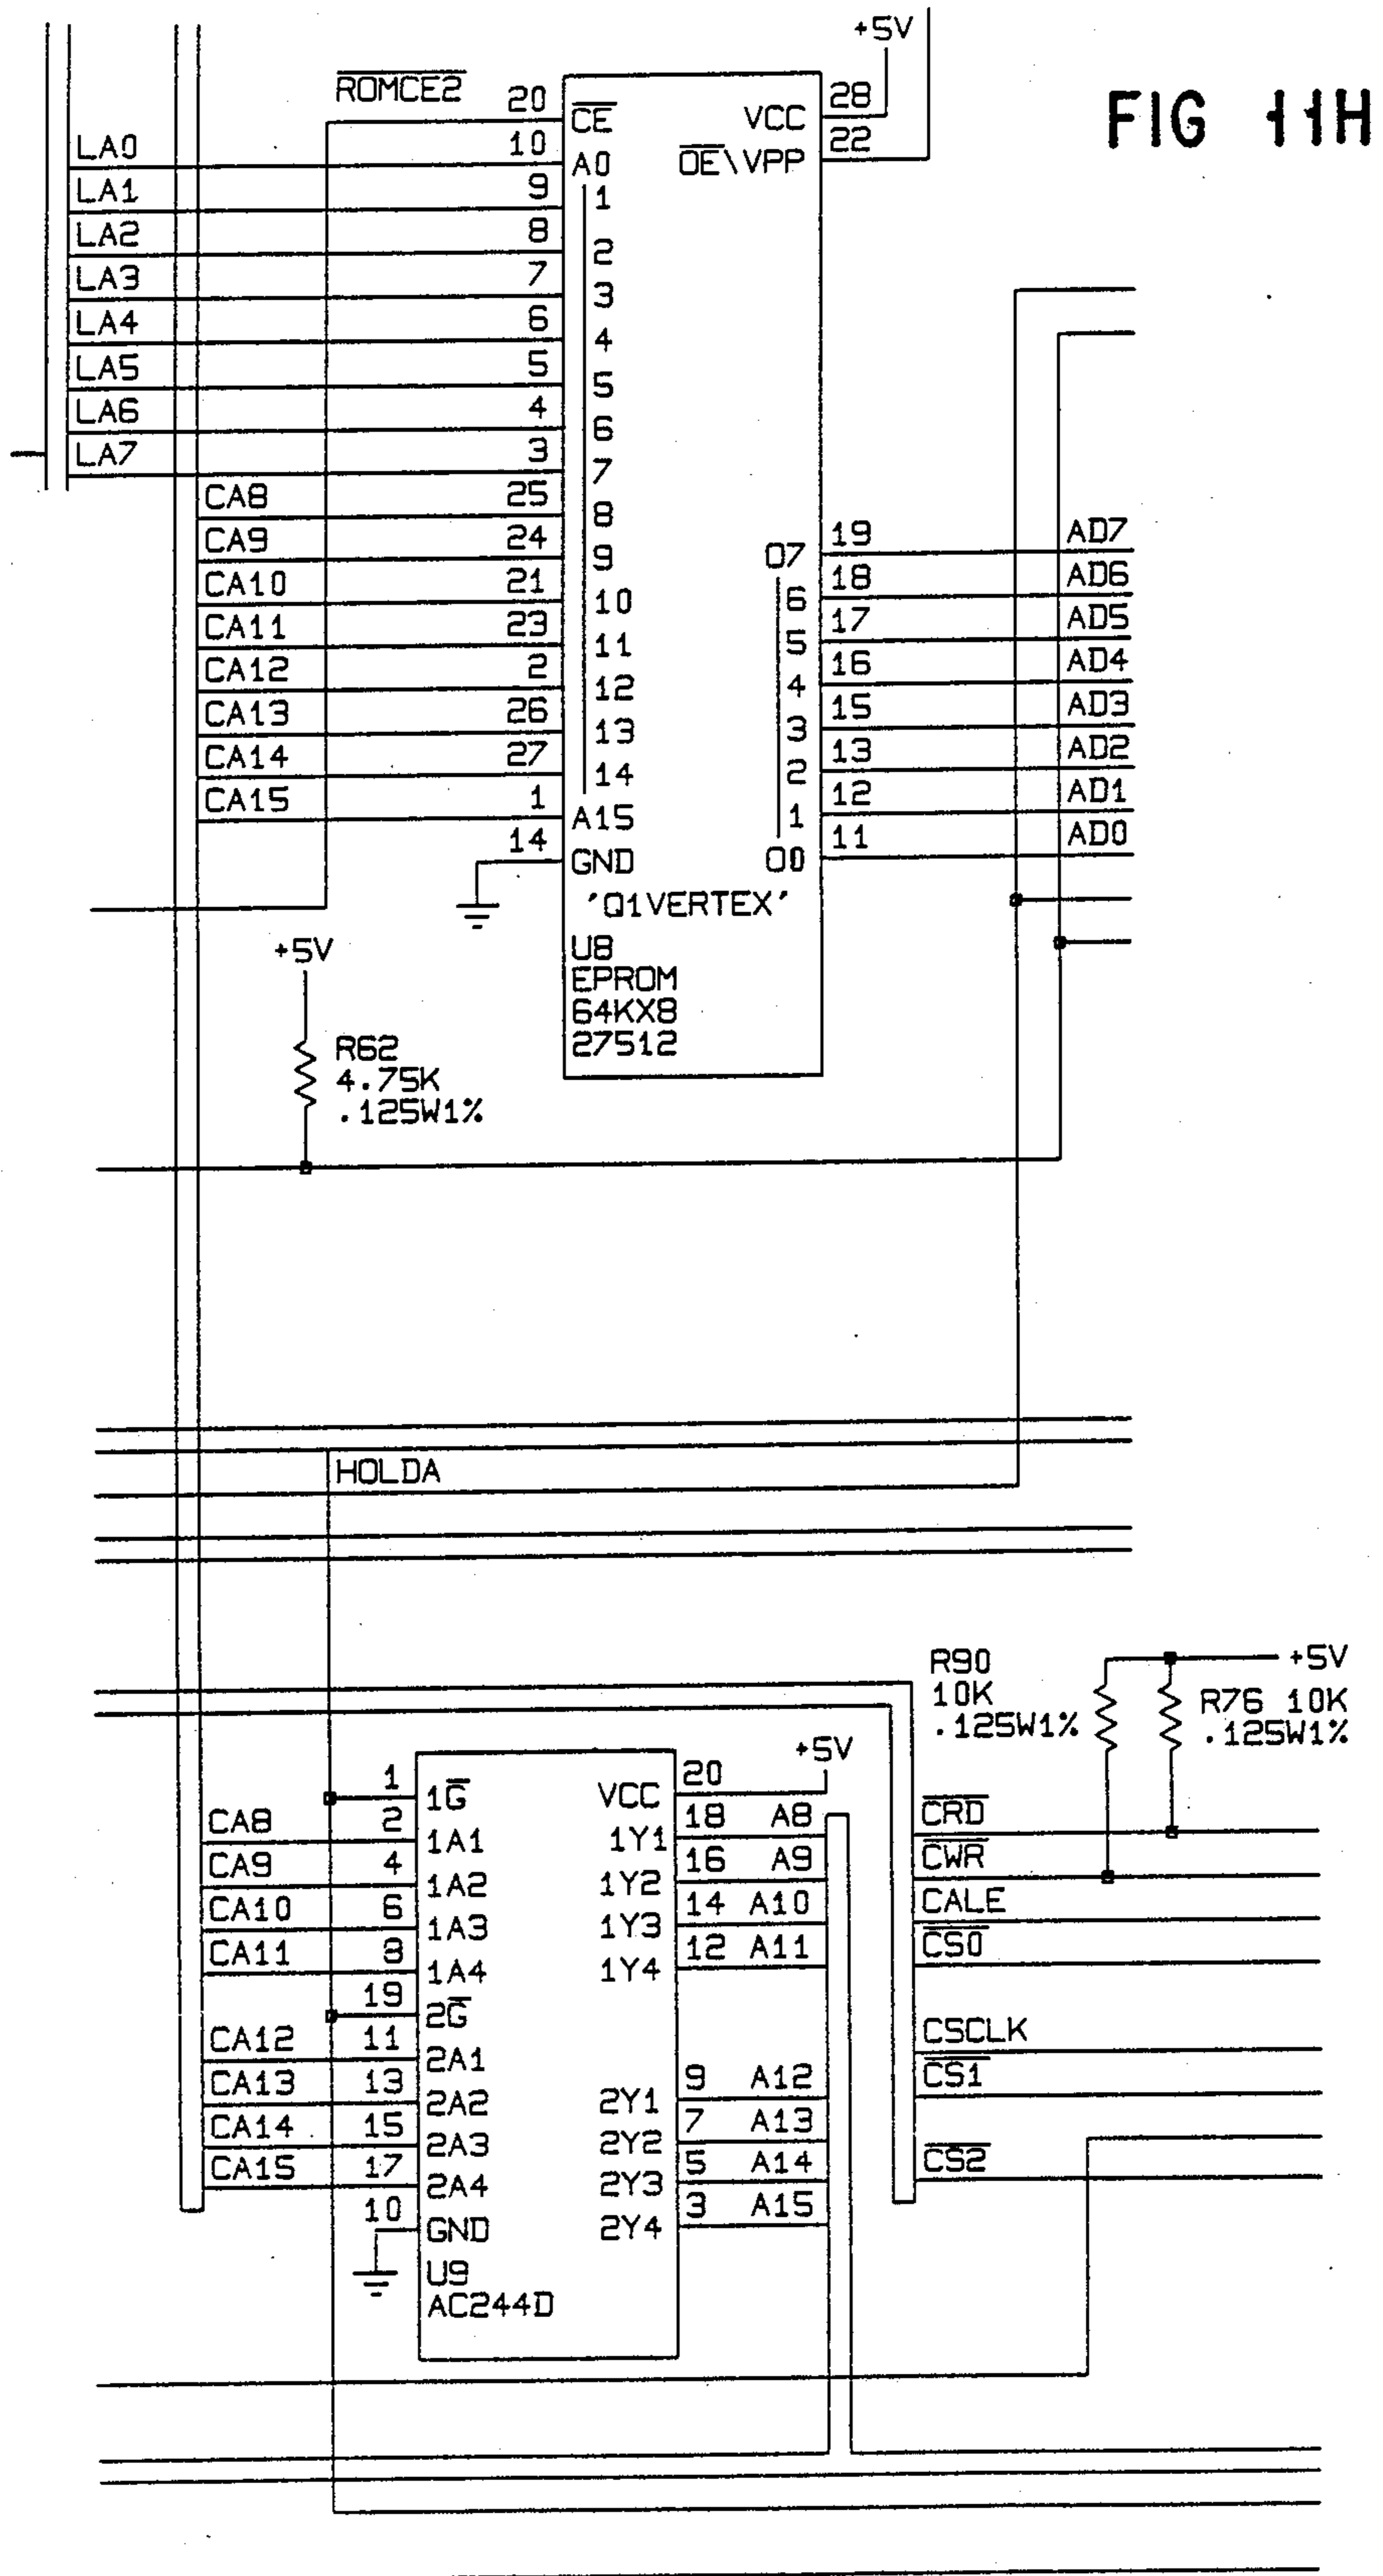 FIG 11H
+5V
ROMCE2
20
CE
VCC
28
LA0
10
A0
OE\VPP
22
LA1
9
1
LA2
8
2
LA3
7
3
LA4
6
4
LA5
5
5
LA6
4
6
LA7
3
7
CA8
25
8
CA9
24
9
CA10
21
10
CA11
23
11
CA12
2
12
CA13
26
13
CA14
27
14
CA15
1
A15
14
GND
O7
19
AD7
6
18
AD6
5
17
AD5
4
16
AD4
3
15
AD3
2
13
AD2
1
12
AD1
O0
11
AD0
'Q1VERTEX'
U8
EPROM
64KX8
27512
+5V
R62
4.75K
.125W1%
HOLDA
R90
10K
.125W1%
+5V
R76 10K
.125W1%
+5V
1
1G
VCC
20
CA8
2
1A1
1Y1
18
A8
CA9
4
1A2
1Y2
16
A9
CA10
6
1A3
1Y3
14
A10
CA11
8
1A4
1Y4
12
A11
19
2G
CA12
11
2A1
2Y1
9
A12
CA13
13
2A2
2Y2
7
A13
CA14
15
2A3
2Y3
5
A14
CA15
17
2A4
2Y4
3
A15
10
GND
U9
AC244D
CRD
CWR
CALE
CS0
CSCLK
CS1
CS2